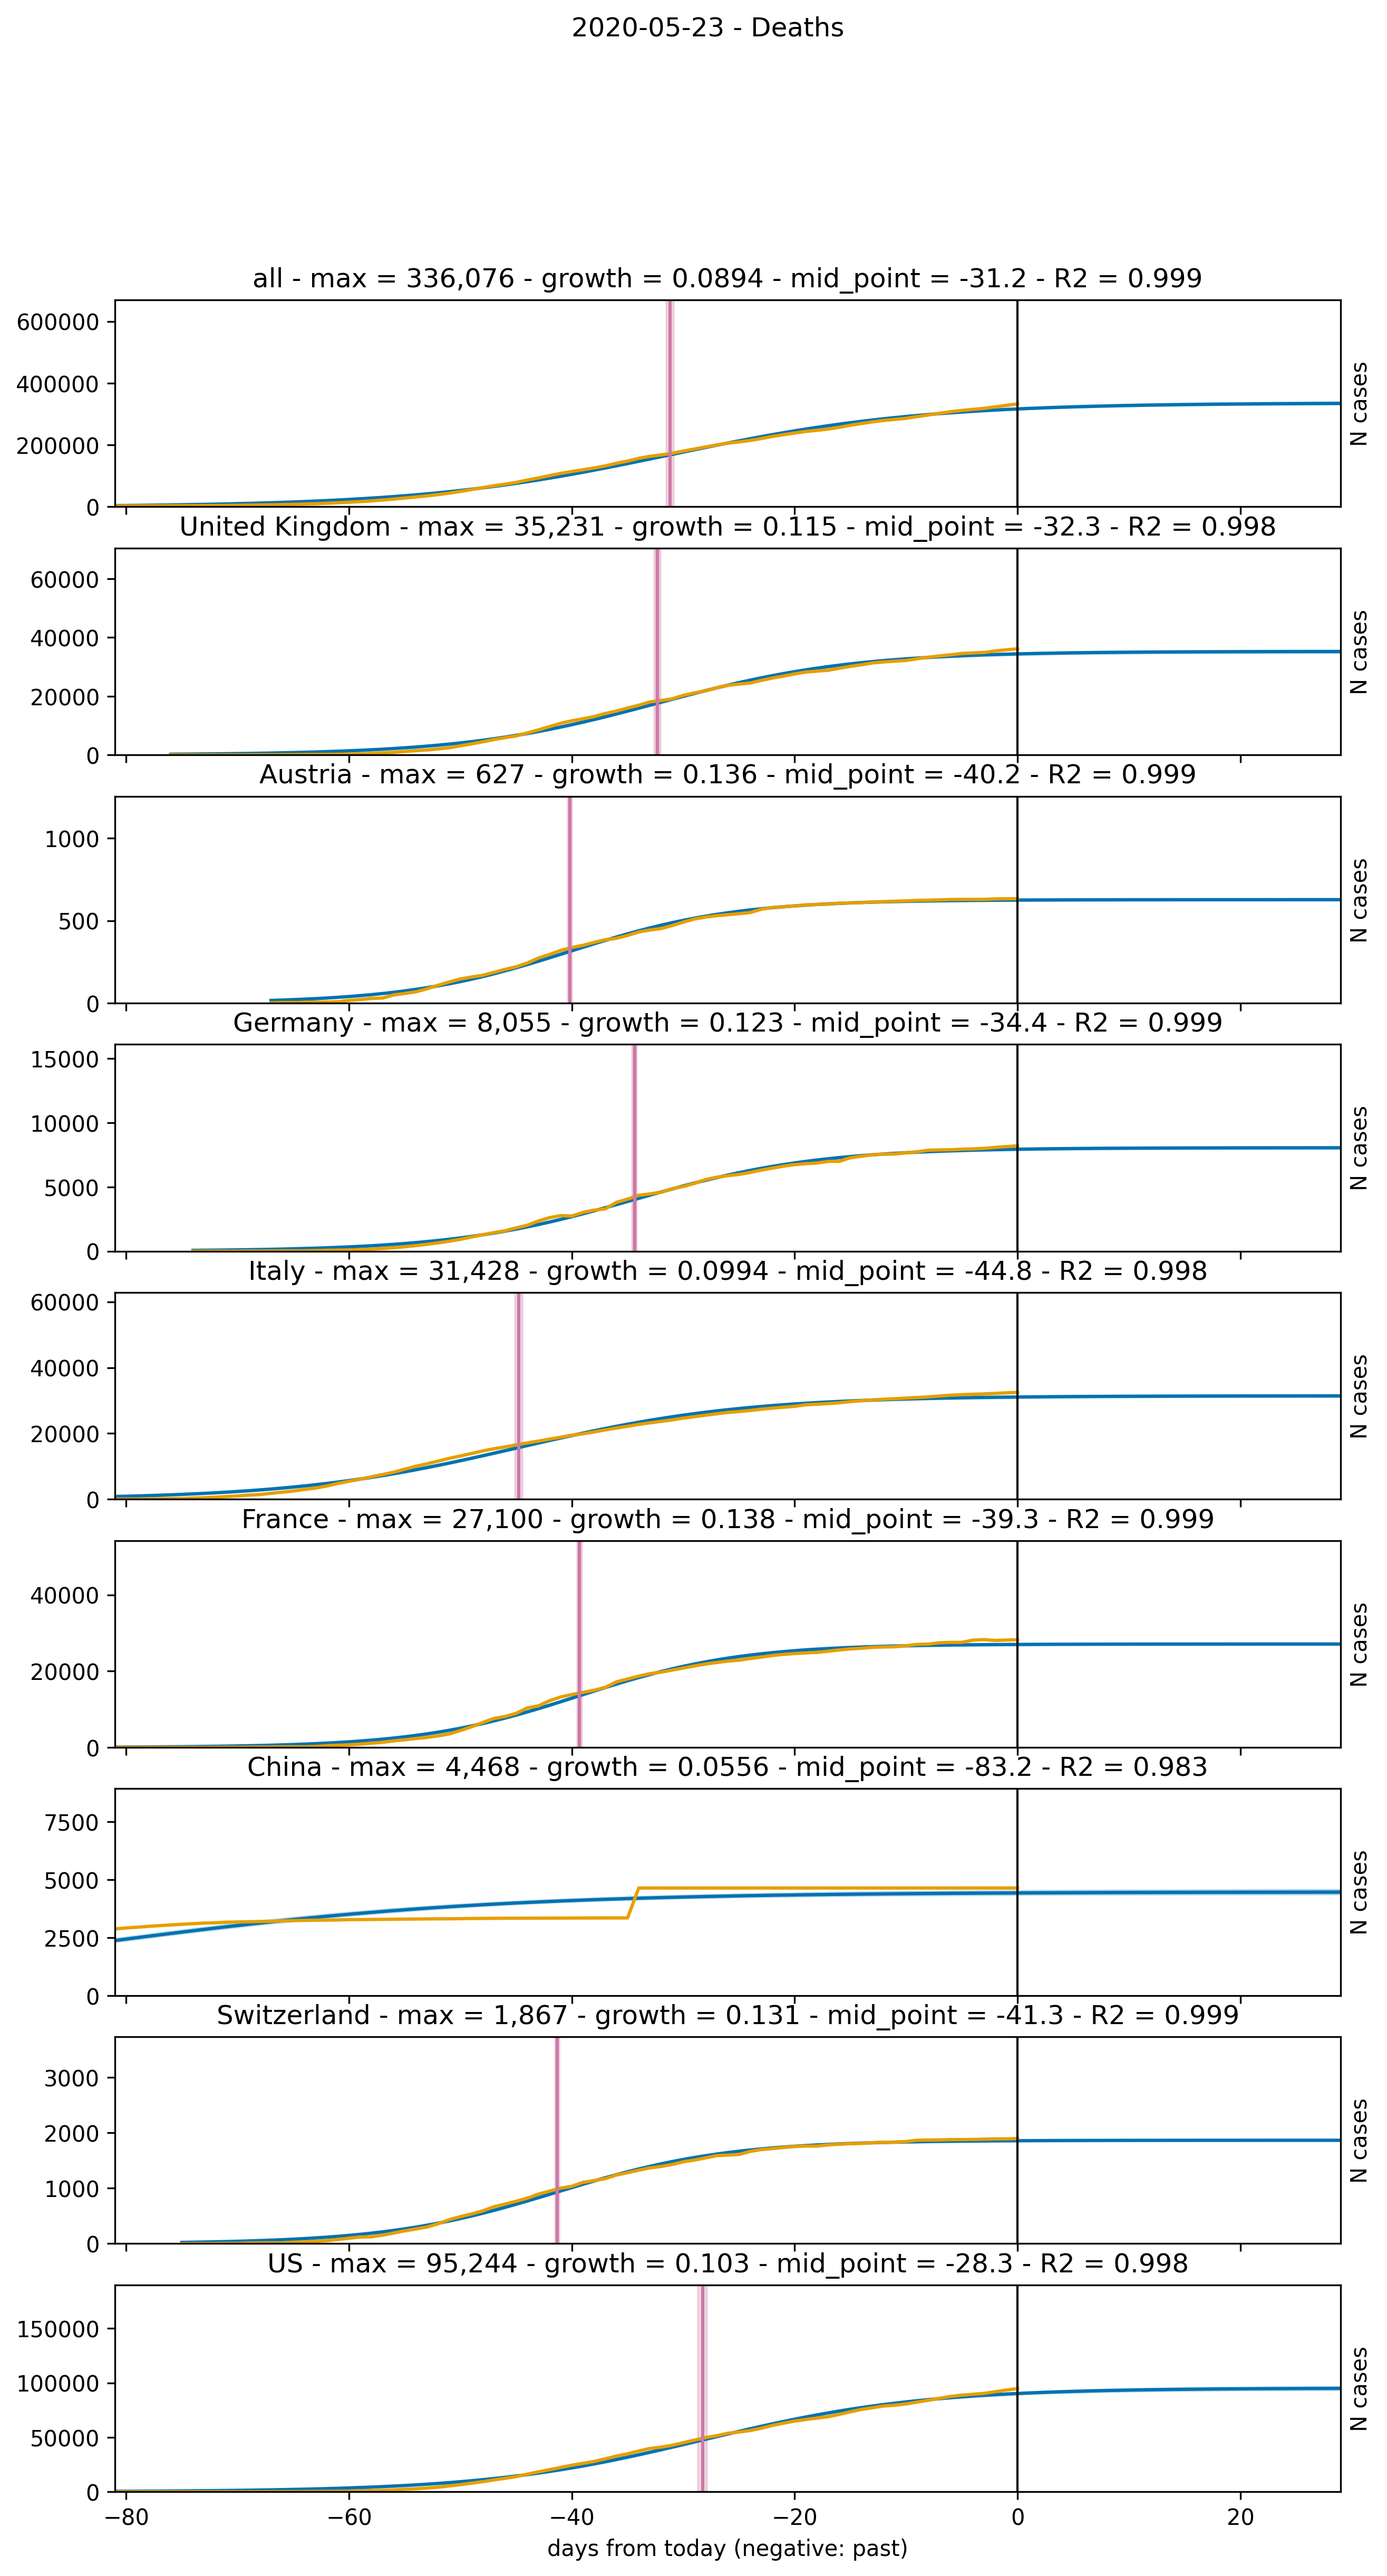 2020-05-23 - Deaths
all - max = 336,076 - growth = 0.0894 - mid_point = -31.2 - R2 = 0.999
600000
400000
200000
0
N cases
United Kingdom - max = 35,231 - growth = 0.115 - mid_point = -32.3 - R2 = 0.998
60000
40000
20000
0
N cases
Austria - max = 627 - growth = 0.136 - mid_point = -40.2 - R2 = 0.999
1000
500
0
N cases
Germany - max = 8,055 - growth = 0.123 - mid_point = -34.4 - R2 = 0.999
15000
10000
5000
0
N cases
Italy - max = 31,428 - growth = 0.0994 - mid_point = -44.8 - R2 = 0.998
60000
40000
20000
0
N cases
France - max = 27,100 - growth = 0.138 - mid_point = -39.3 - R2 = 0.999
40000
20000
0
N cases
China - max = 4,468 - growth = 0.0556 - mid_point = -83.2 - R2 = 0.983
7500
5000
2500
0
N cases
Switzerland - max = 1,867 - growth = 0.131 - mid_point = -41.3 - R2 = 0.999
3000
2000
1000
0
N cases
US - max = 95,244 - growth = 0.103 - mid_point = -28.3 - R2 = 0.998
150000
100000
50000
0
N cases
−80 −60 −40 −20 0 20
days from today (negative: past)